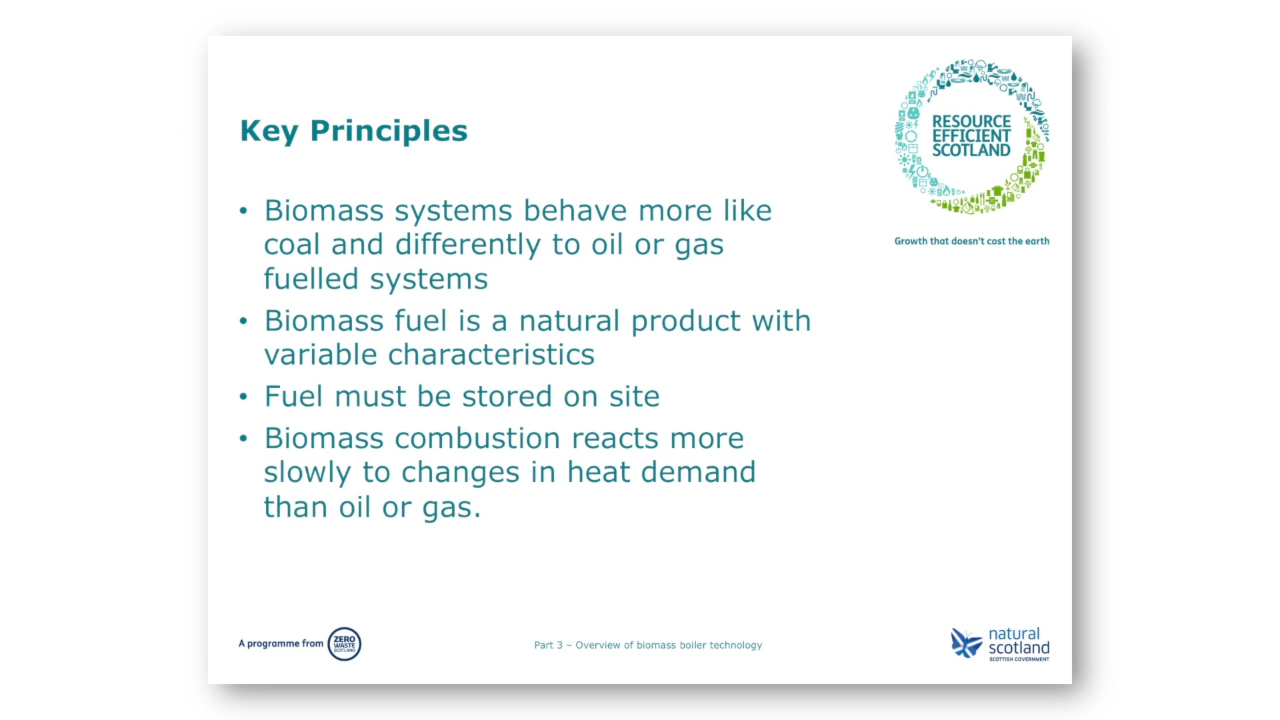 Key Principles
RESOURCE
EFFICIENT
SCOTLAND
Growth that doesn't cost the earth
• Biomass systems behave more like
coal and differently to oil or gas
fuelled systems
• Biomass fuel is a natural product with
variable characteristics
• Fuel must be stored on site
• Biomass combustion reacts more
slowly to changes in heat demand
than oil or gas.
A programme from
ZERO
WASTE
SCOTLAND
Part 3 – Overview of biomass boiler technology
natural
scotland
SCOTTISH GOVERNMENT